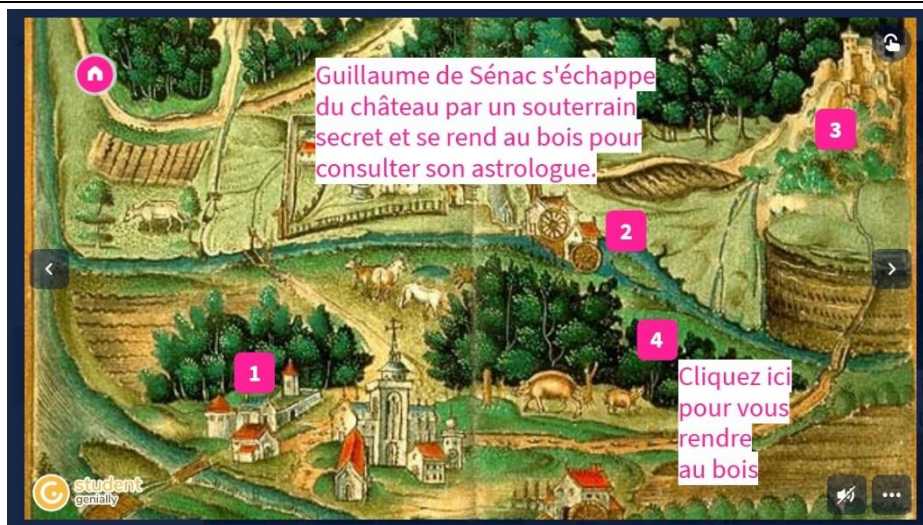 Guillaume de Sénac s'échappe
du château par un souterrain
secret et se rend au bois pour
consulter son astrologue.
3
2
4
1
Cliquez ici
pour vous
rendre
au bois
student
genially